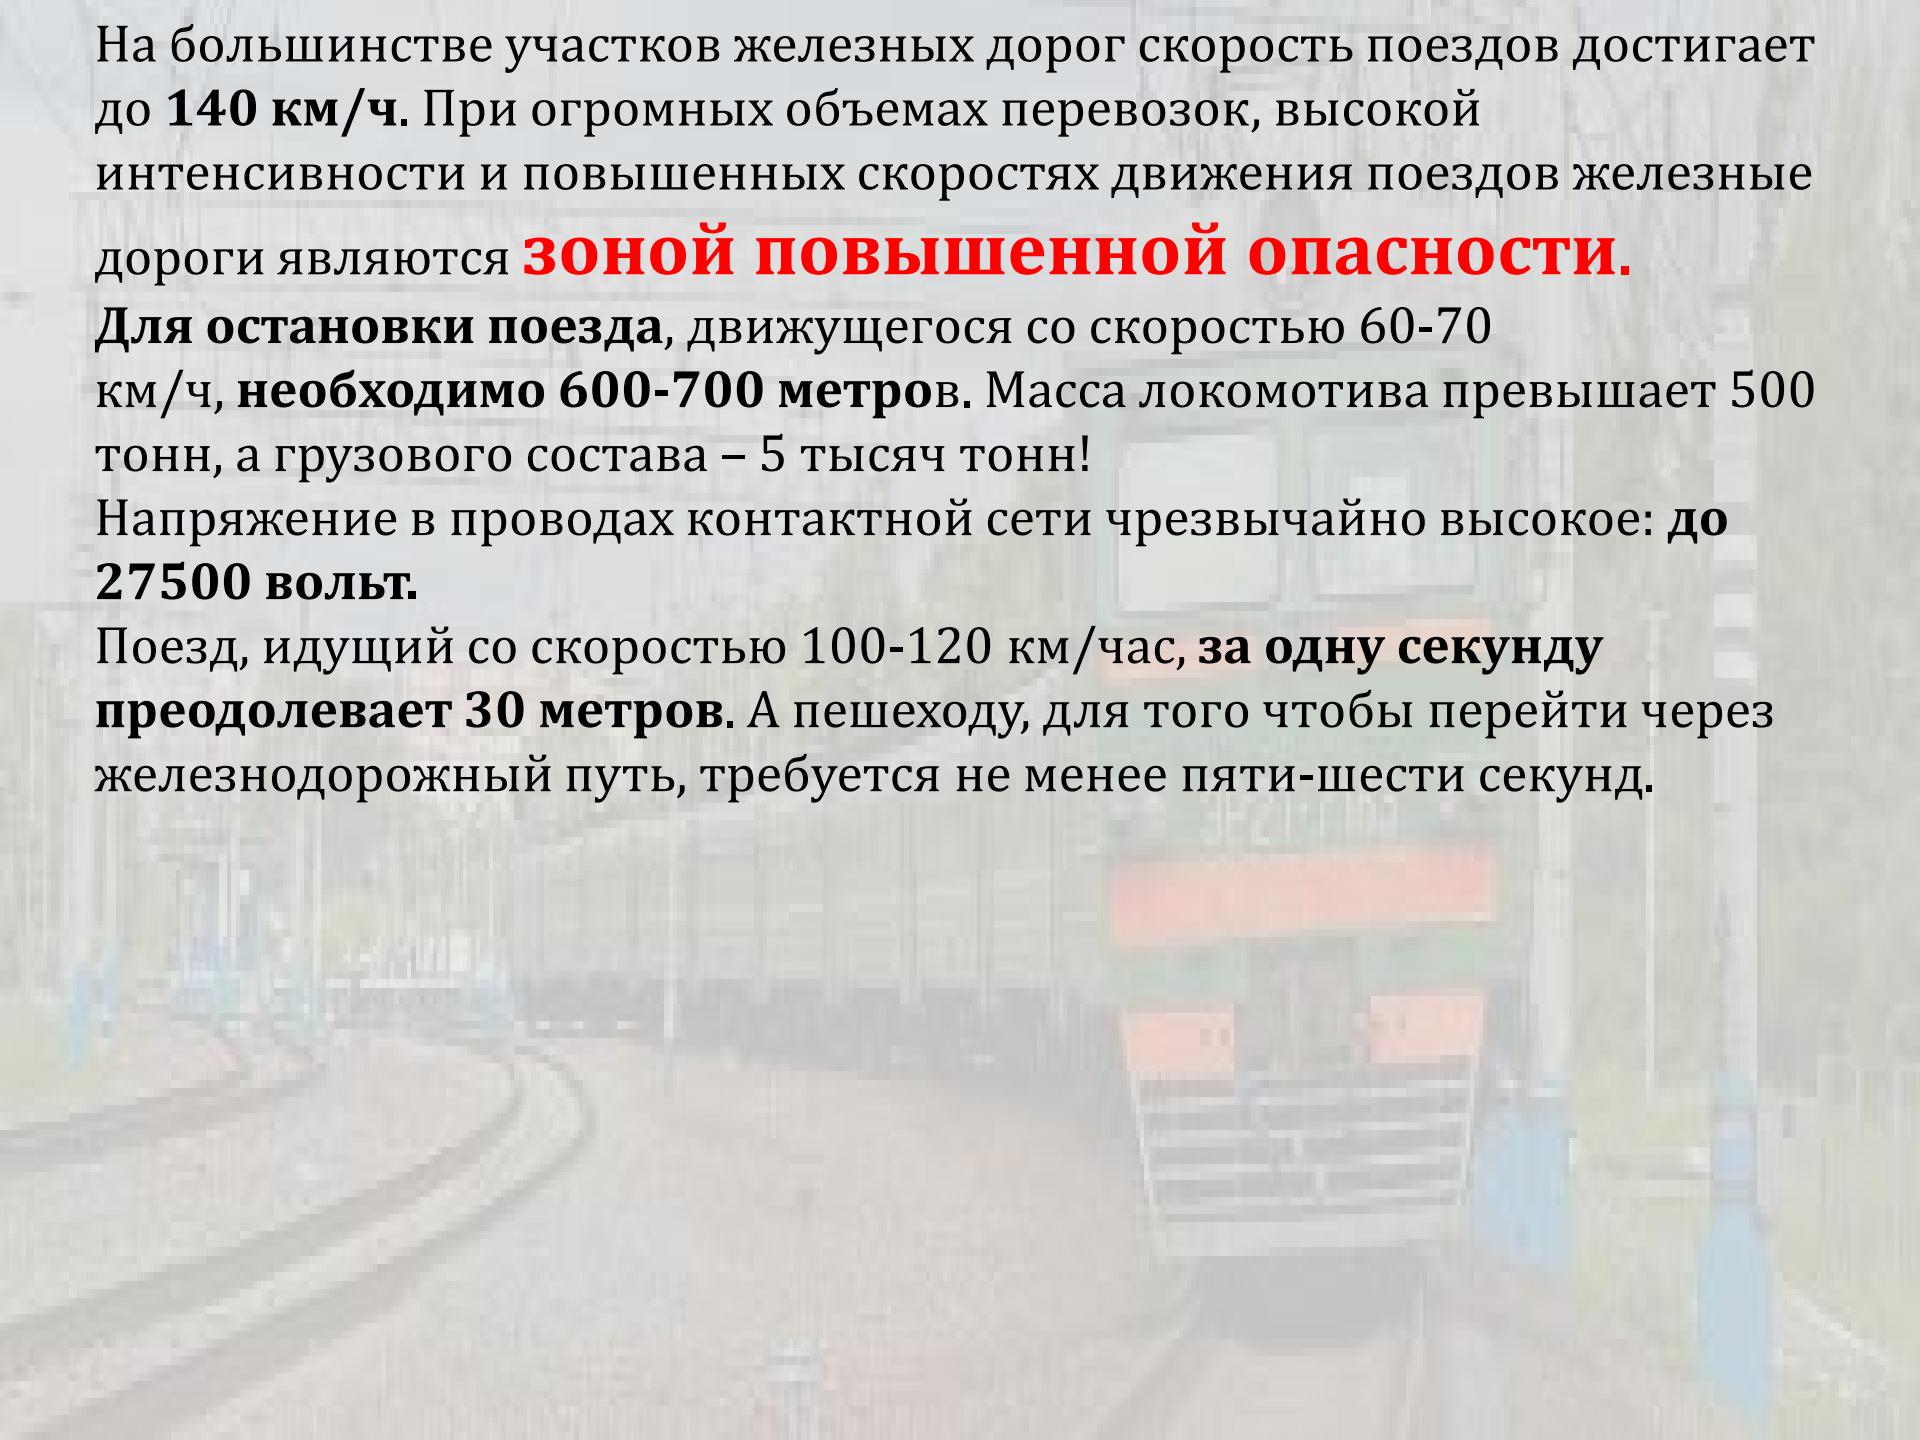 На большинстве участков железных дорог скорость поездов достигает
до 140 км/ч. При огромных объемах перевозок, высокой
интенсивности и повышенных скоростях движения поездов железные
дороги являются зоной повышенной опасности.
Для остановки поезда, движущегося со скоростью 60-70
км/ч, необходимо 600-700 метров. Масса локомотива превышает 500
тонн, а грузового состава – 5 тысяч тонн!
Напряжение в проводах контактной сети чрезвычайно высокое: до
27500 вольт.
Поезд, идущий со скоростью 100-120 км/час, за одну секунду
преодолевает 30 метров. А пешеходу, для того чтобы перейти через
железнодорожный путь, требуется не менее пяти-шести секунд.